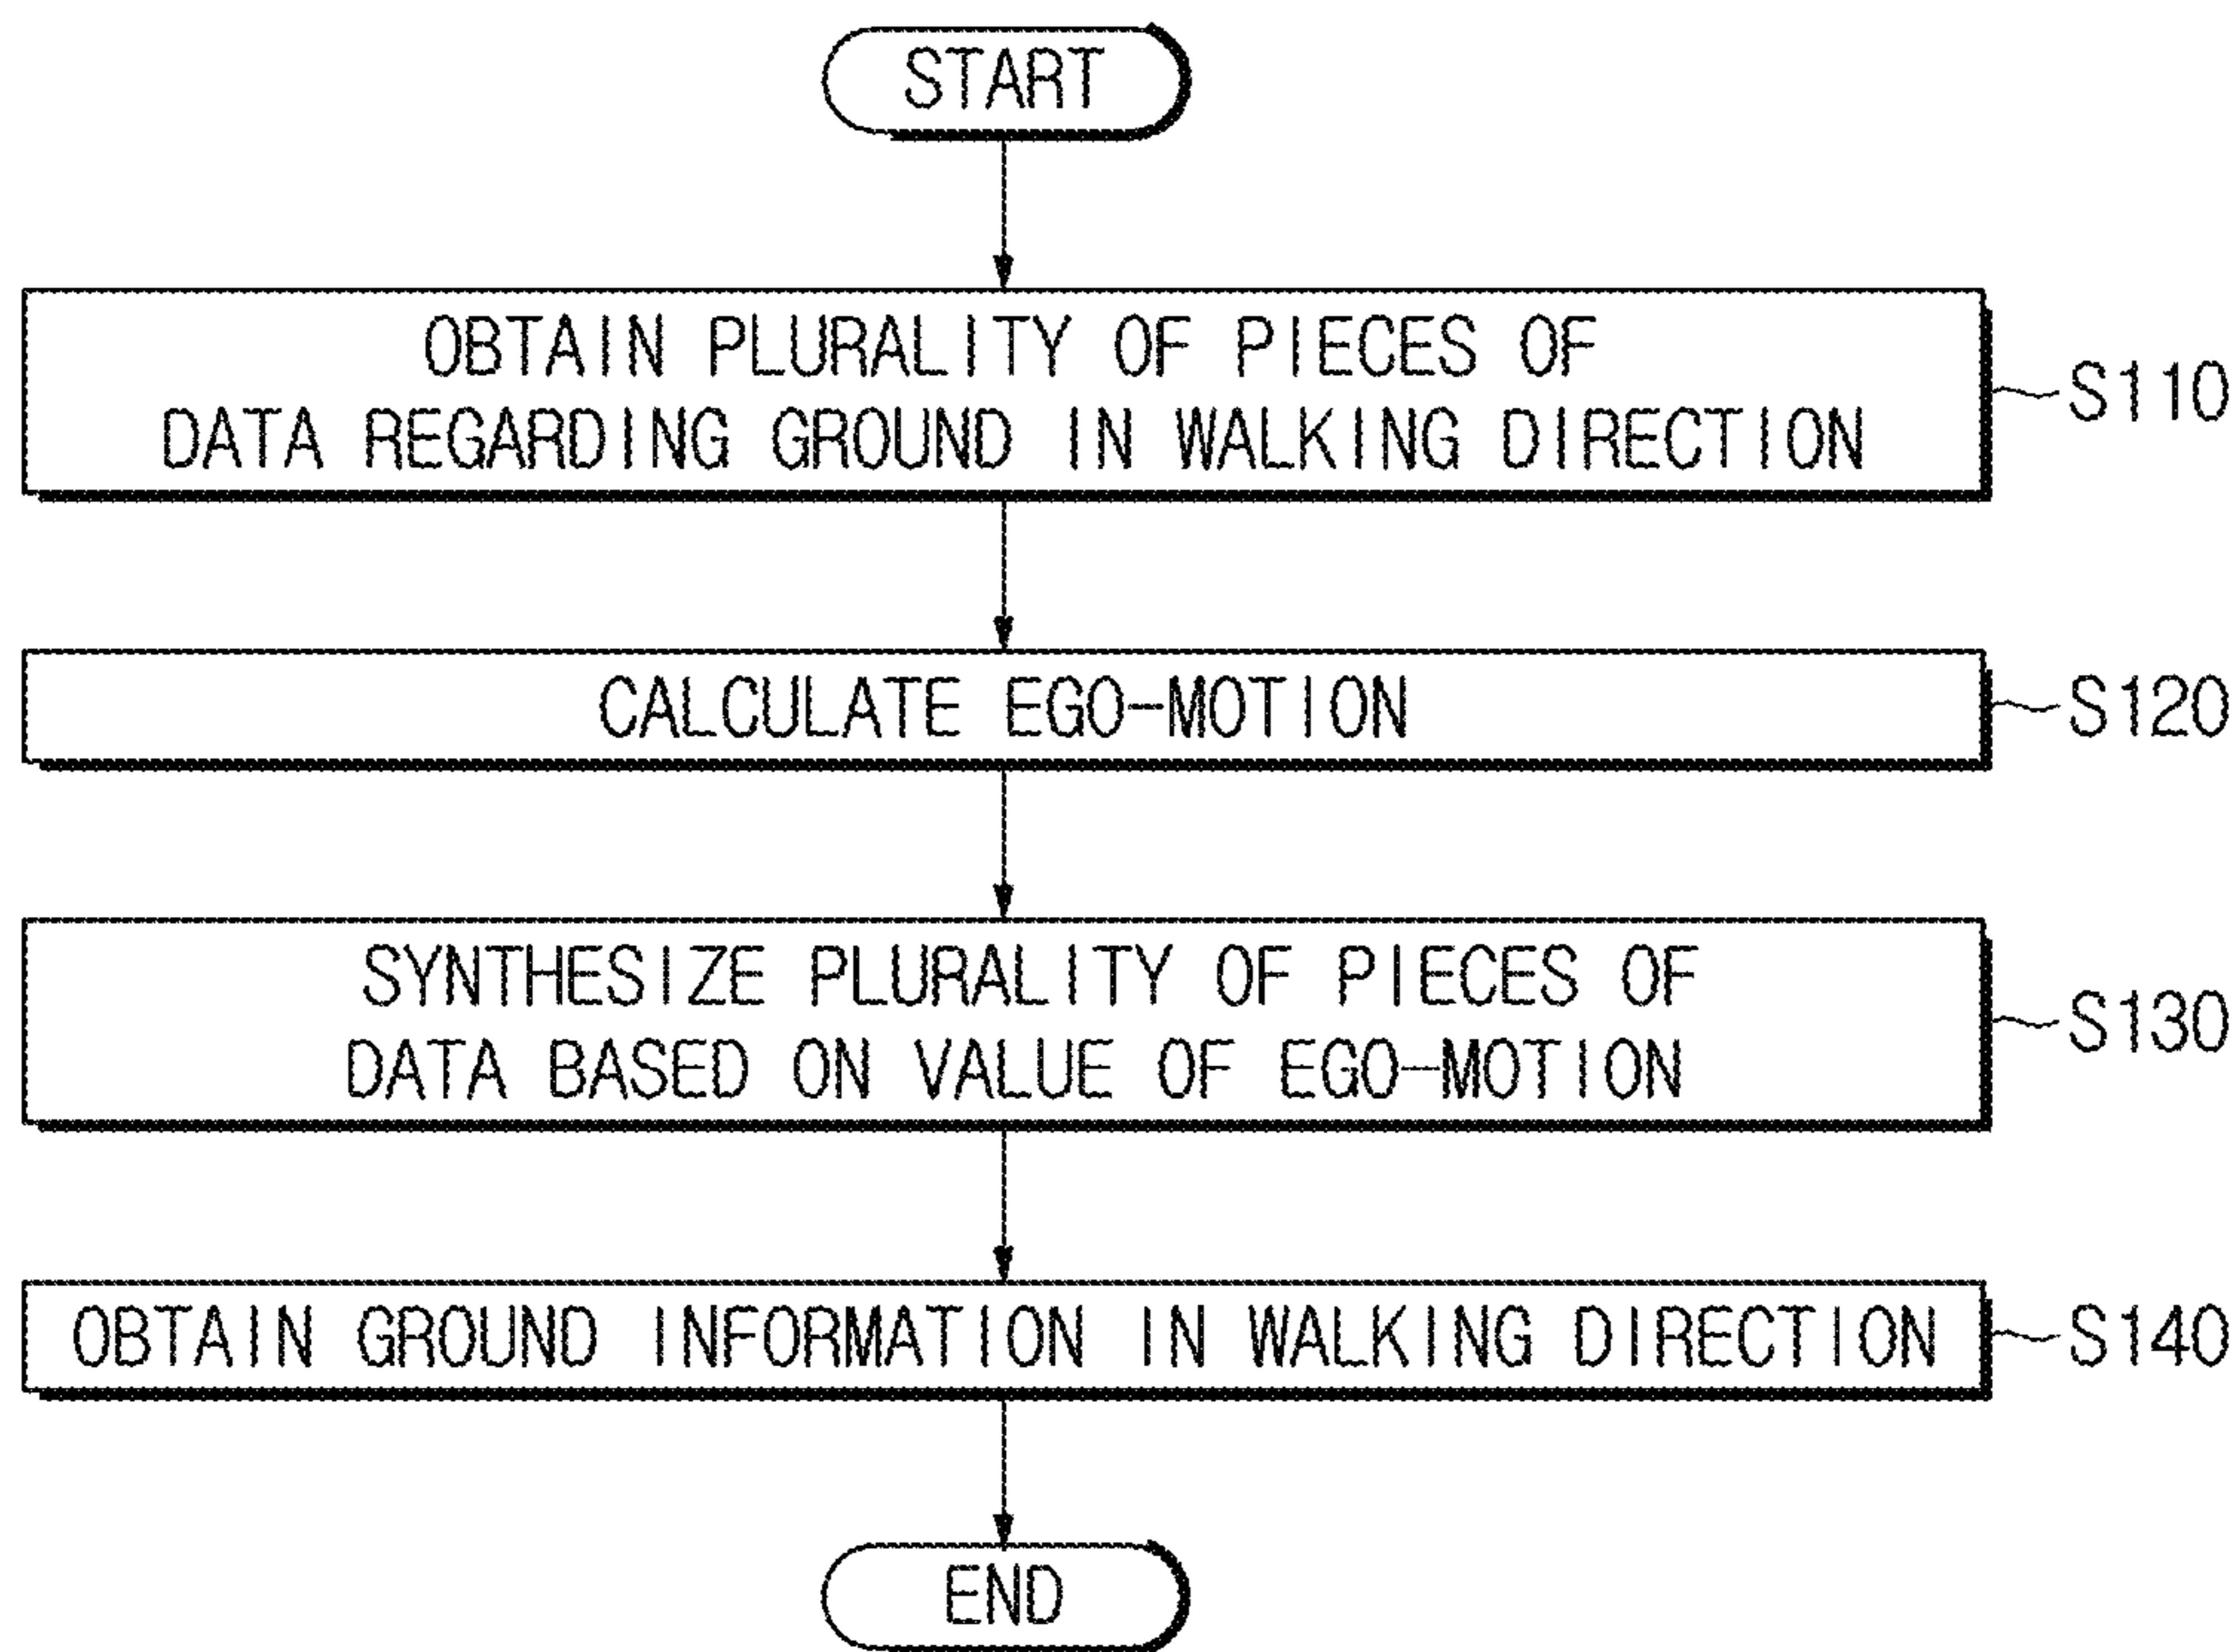 START
OBTAIN PLURALITY OF PIECES OF
DATA REGARDING GROUND IN WALKING DIRECTION
S110
CALCULATE EGO-MOTION
S120
SYNTHESIZE PLURALITY OF PIECES OF
DATA BASED ON VALUE OF EGO-MOTION
S130
OBTAIN GROUND INFORMATION IN WALKING DIRECTION
S140
END